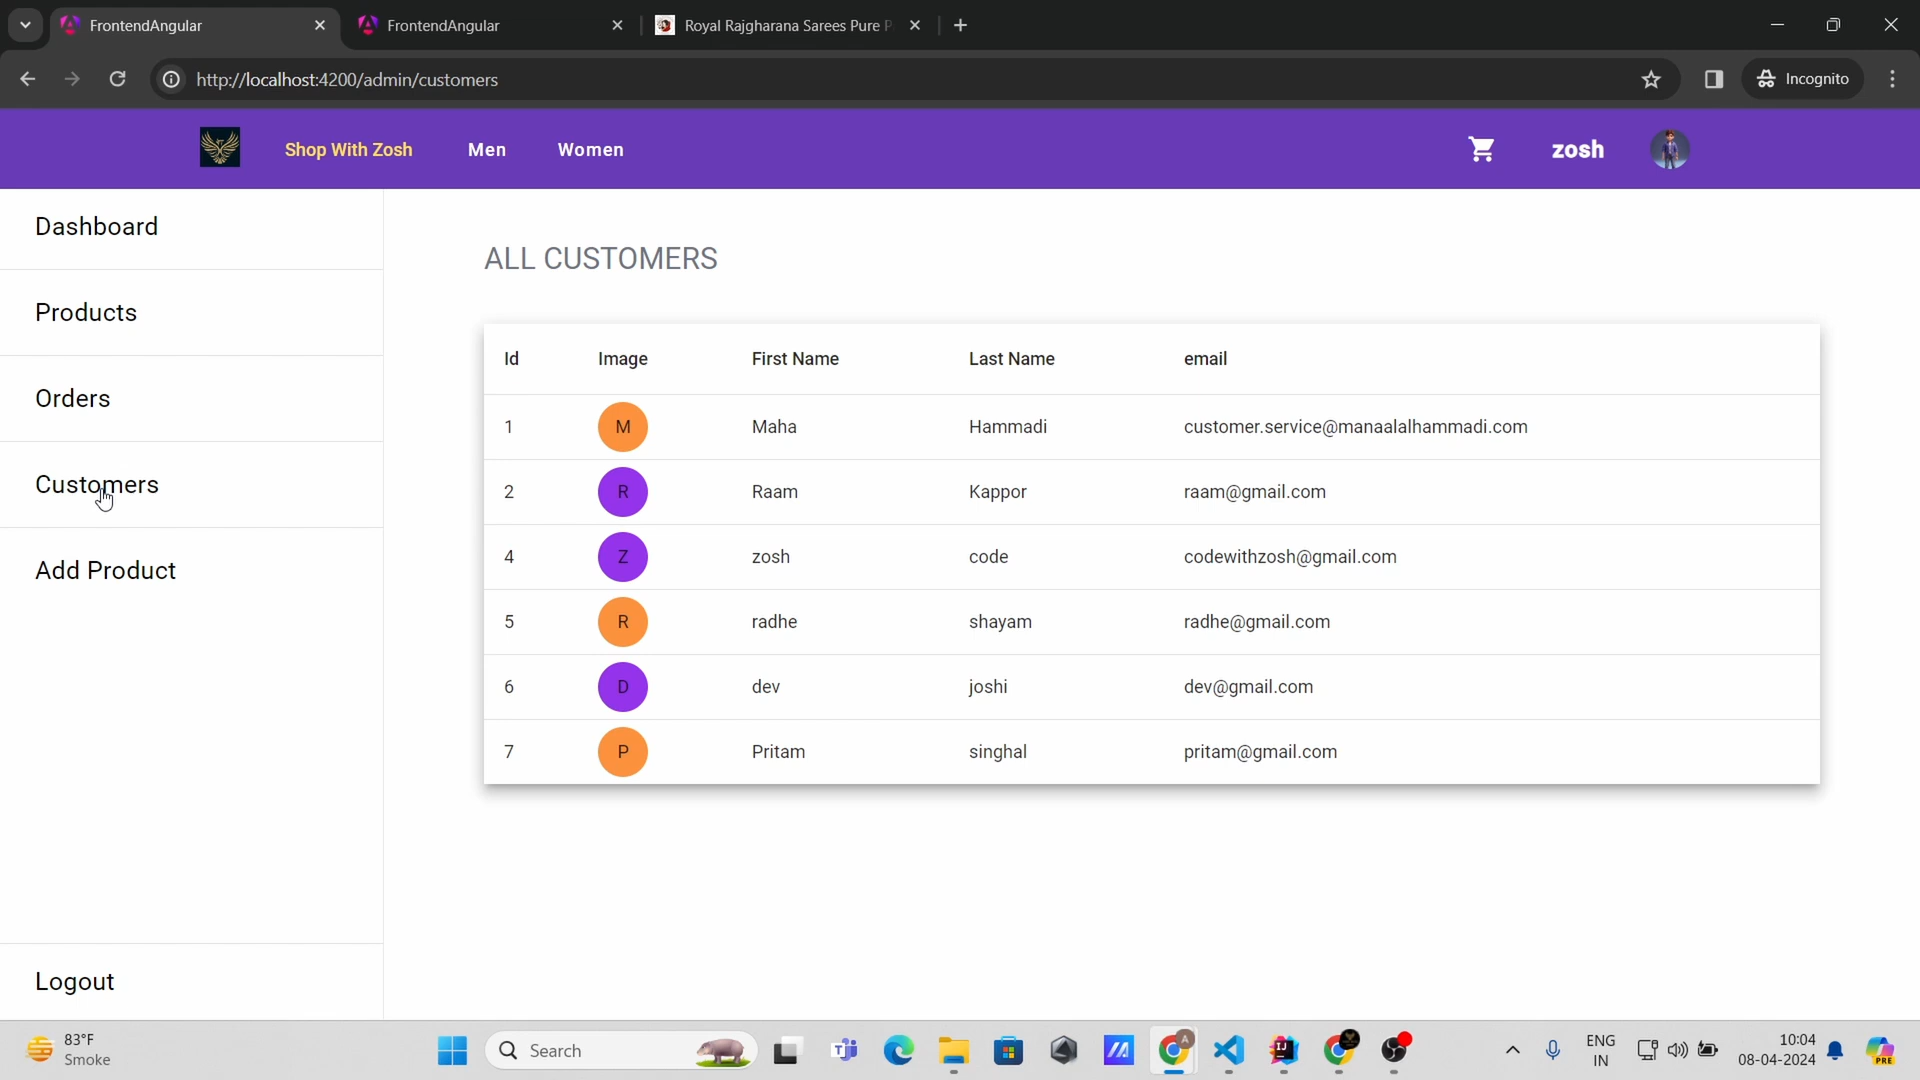 FrontendAngular
FrontendAngular
Royal Rajgharana Sarees Pure P
http://localhost:4200/admin/customers
Incognito
Shop With Zosh
Men
Women
zosh
Dashboard
Products
Orders
Customers
Add Product
Logout
ALL CUSTOMERS
Id Image First Name Last Name email
1 M Maha Hammadi customer.service@manaalalhammadi.com
2 R Raam Kappor raam@gmail.com
4 Z zosh code codewithzosh@gmail.com
5 R radhe shayam radhe@gmail.com
6 D dev joshi dev@gmail.com
7 P Pritam singhal pritam@gmail.com
83°F
Smoke
Search
A
ENG
IN
10:04
08-04-2024
PRE